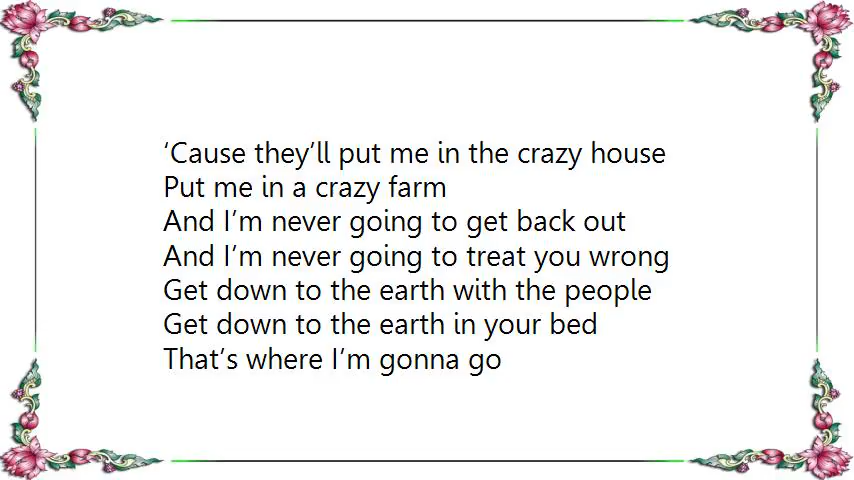 ‘Cause they’ll put me in the crazy house
Put me in a crazy farm
And I’m never going to get back out
And I’m never going to treat you wrong
Get down to the earth with the people
Get down to the earth in your bed
That’s where I’m gonna go